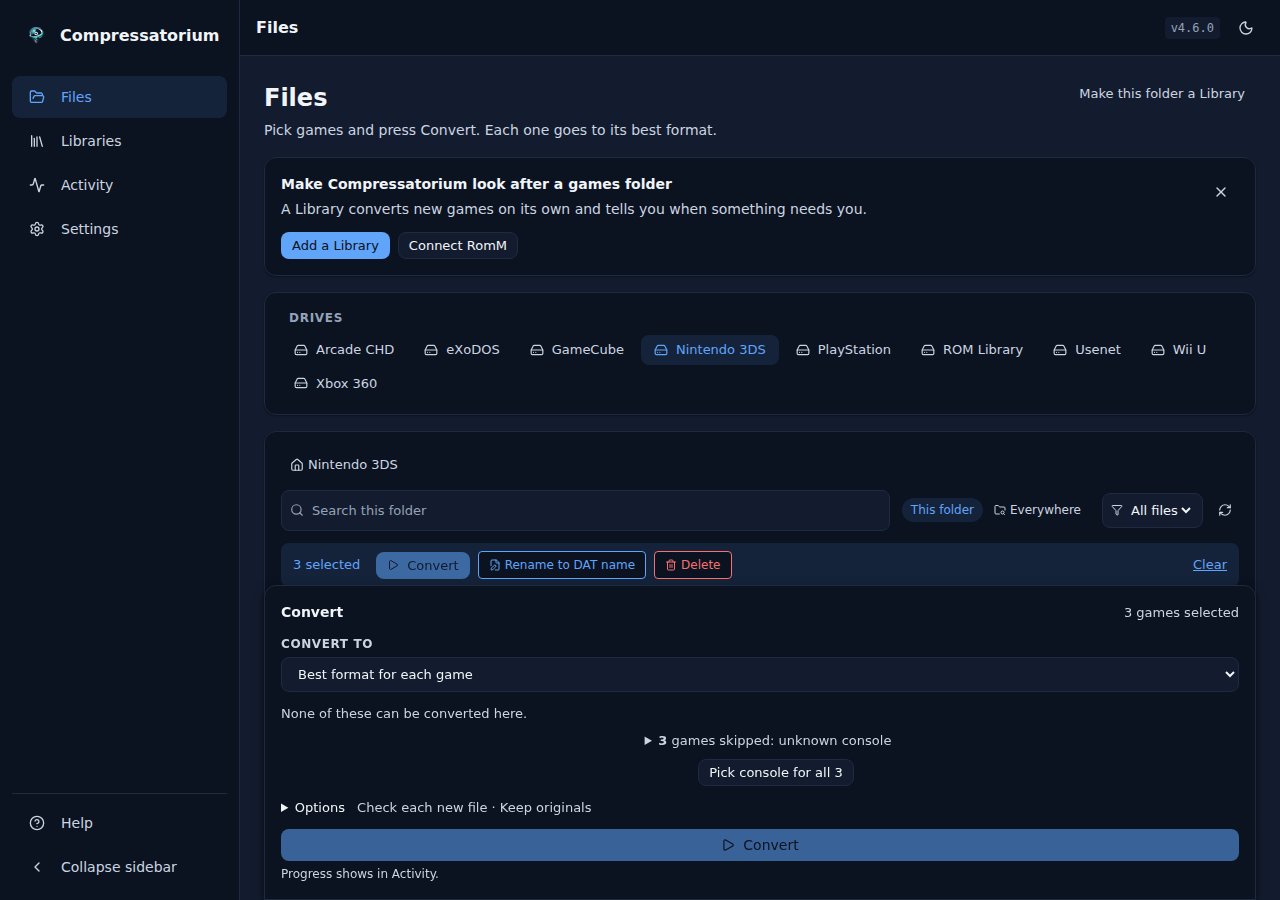 Compressatorium
Files
v4.6.0
Files
Libraries
Activity
Settings
Help
Collapse sidebar
Files
Make this folder a Library
Pick games and press Convert. Each one goes to its best format.
Make Compressatorium look after a games folder
A Library converts new games on its own and tells you when something needs you.
Add a Library
Connect RomM
DRIVES
Arcade CHD
eXoDOS
GameCube
Nintendo 3DS
PlayStation
ROM Library
Usenet
Wii U
Xbox 360
Nintendo 3DS
Search this folder
This folder
Everywhere
All files
3 selected
Convert
Rename to DAT name
Delete
Clear
Convert
3 games selected
CONVERT TO
Best format for each game
None of these can be converted here.
3 games skipped: unknown console
Pick console for all 3
Options Check each new file · Keep originals
Convert
Progress shows in Activity.